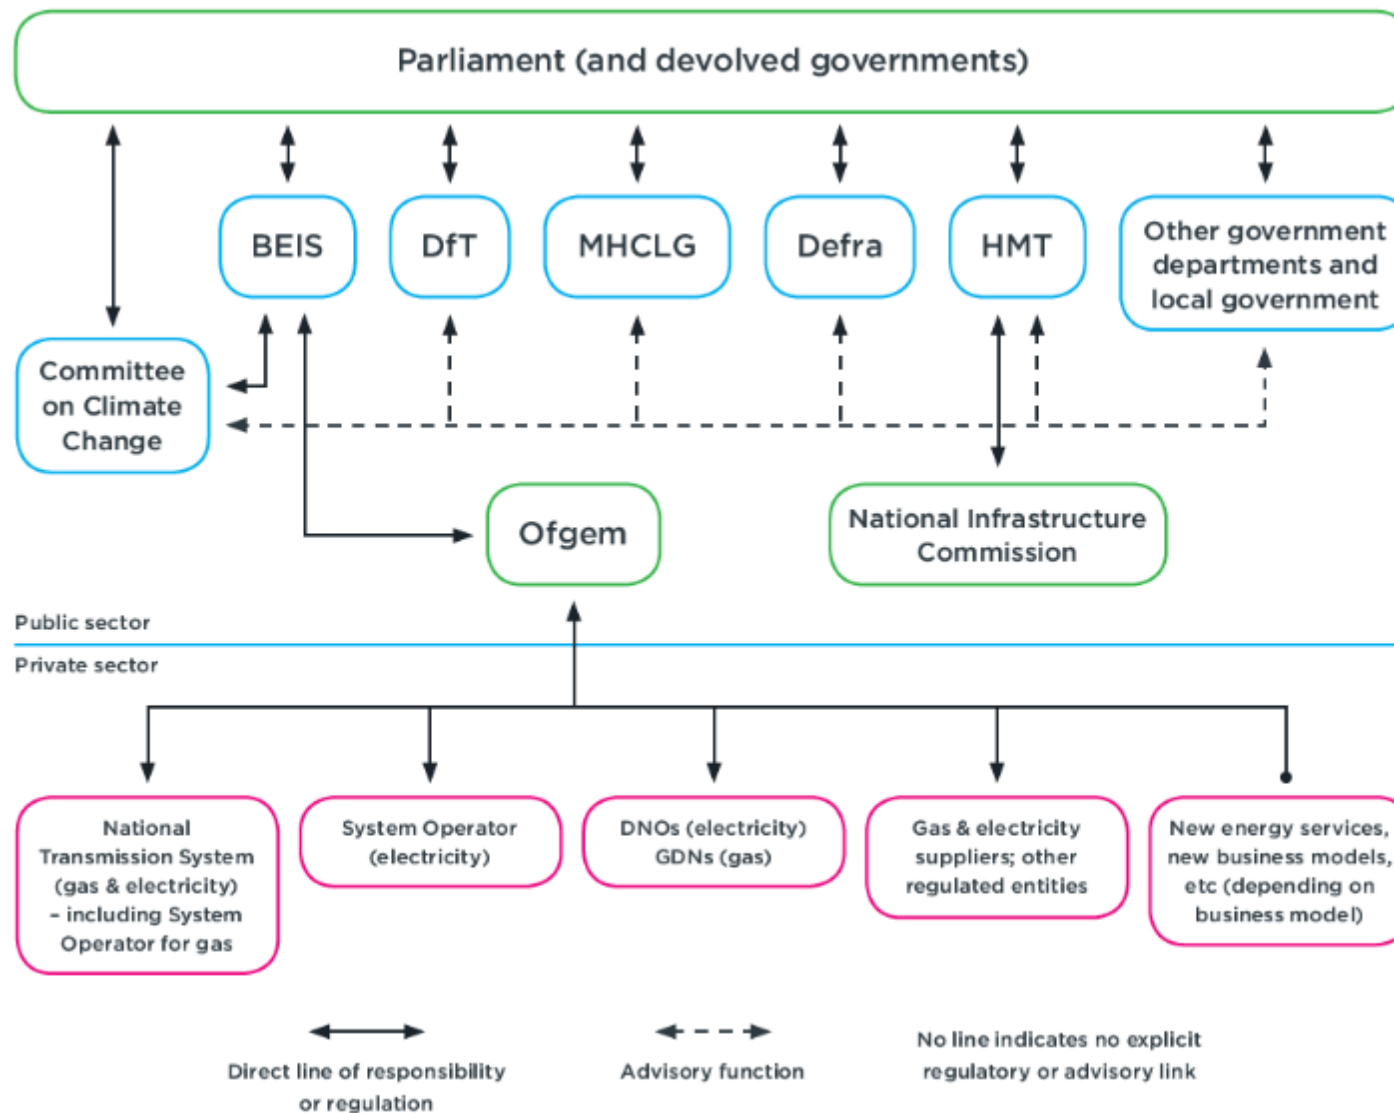 Parliament (and devolved governments)
BEIS
DfT
MHCLG
Defra
HMT
Other government
departments and
local government
Committee
on Climate
Change
Ofgem
National Infrastructure
Commission
Public sector
Private sector
National
Transmission System
(gas & electricity)
– including System
Operator for gas
System Operator
(electricity)
DNOs (electricity)
GDNs (gas)
Gas & electricity
suppliers; other
regulated entities
New energy services,
new business models,
etc (depending on
business model)
Direct line of responsibility
or regulation
Advisory function
No line indicates no explicit
regulatory or advisory link